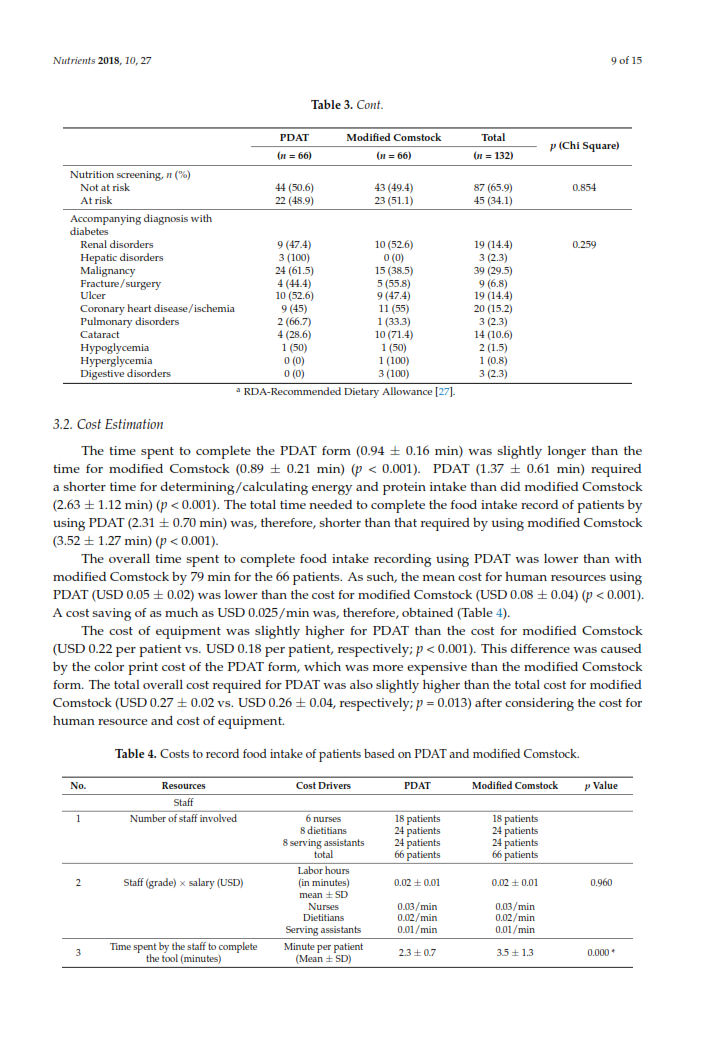 Nutrients 2018, 10, 27 9 of 15
Table 3. Cont.
PDAT Modified Comstock Total p (Chi Square)
(n = 66) (n = 66) (n = 132)
Nutrition screening, n (%)
Not at risk 44 (50.6) 43 (49.4) 87 (65.9) 0.854
At risk 22 (48.9) 23 (51.1) 45 (34.1)
Accompanying diagnosis with
diabetes
Renal disorders 9 (47.4) 10 (52.6) 19 (14.4) 0.259
Hepatic disorders 3 (100) 0 (0) 3 (2.3)
Malignancy 24 (61.5) 15 (38.5) 39 (29.5)
Fracture/surgery 4 (44.4) 5 (55.8) 9 (6.8)
Ulcer 10 (52.6) 9 (47.4) 19 (14.4)
Coronary heart disease/ischemia 9 (45) 11 (55) 20 (15.2)
Pulmonary disorders 2 (66.7) 1 (33.3) 3 (2.3)
Cataract 4 (28.6) 10 (71.4) 14 (10.6)
Hypoglycemia 1 (50) 1 (50) 2 (1.5)
Hyperglycemia 0 (0) 1 (100) 1 (0.8)
Digestive disorders 0 (0) 3 (100) 3 (2.3)
a RDA-Recommended Dietary Allowance [27].
3.2. Cost Estimation
The time spent to complete the PDAT form (0.94 ± 0.16 min) was slightly longer than the
time for modified Comstock (0.89 ± 0.21 min) (p < 0.001). PDAT (1.37 ± 0.61 min) required
a shorter time for determining/calculating energy and protein intake than did modified Comstock
(2.63 ± 1.12 min) (p < 0.001). The total time needed to complete the food intake record of patients by
using PDAT (2.31 ± 0.70 min) was, therefore, shorter than that required by using modified Comstock
(3.52 ± 1.27 min) (p < 0.001).
The overall time spent to complete food intake recording using PDAT was lower than with
modified Comstock by 79 min for the 66 patients. As such, the mean cost for human resources using
PDAT (USD 0.05 ± 0.02) was lower than the cost for modified Comstock (USD 0.08 ± 0.04) (p < 0.001).
A cost saving of as much as USD 0.025/min was, therefore, obtained (Table 4).
The cost of equipment was slightly higher for PDAT than the cost for modified Comstock
(USD 0.22 per patient vs. USD 0.18 per patient, respectively; p < 0.001). This difference was caused
by the color print cost of the PDAT form, which was more expensive than the modified Comstock
form. The total overall cost required for PDAT was also slightly higher than the total cost for modified
Comstock (USD 0.27 ± 0.02 vs. USD 0.26 ± 0.04, respectively; p = 0.013) after considering the cost for
human resource and cost of equipment.
Table 4. Costs to record food intake of patients based on PDAT and modified Comstock.
No. Resources Cost Drivers PDAT Modified Comstock p Value
Staff
1 Number of staff involved 6 nurses 18 patients 18 patients
8 dietitians 24 patients 24 patients
8 serving assistants 24 patients 24 patients
total 66 patients 66 patients
Labor hours
2 Staff (grade) × salary (USD) (in minutes) 0.02 ± 0.01 0.02 ± 0.01 0.960
mean ± SD
Nurses 0.03/min 0.03/min
Dietitians 0.02/min 0.02/min
Serving assistants 0.01/min 0.01/min
3 Time spent by the staff to complete Minute per patient 2.3 ± 0.7 3.5 ± 1.3 0.000 *
the tool (minutes) (Mean ± SD)